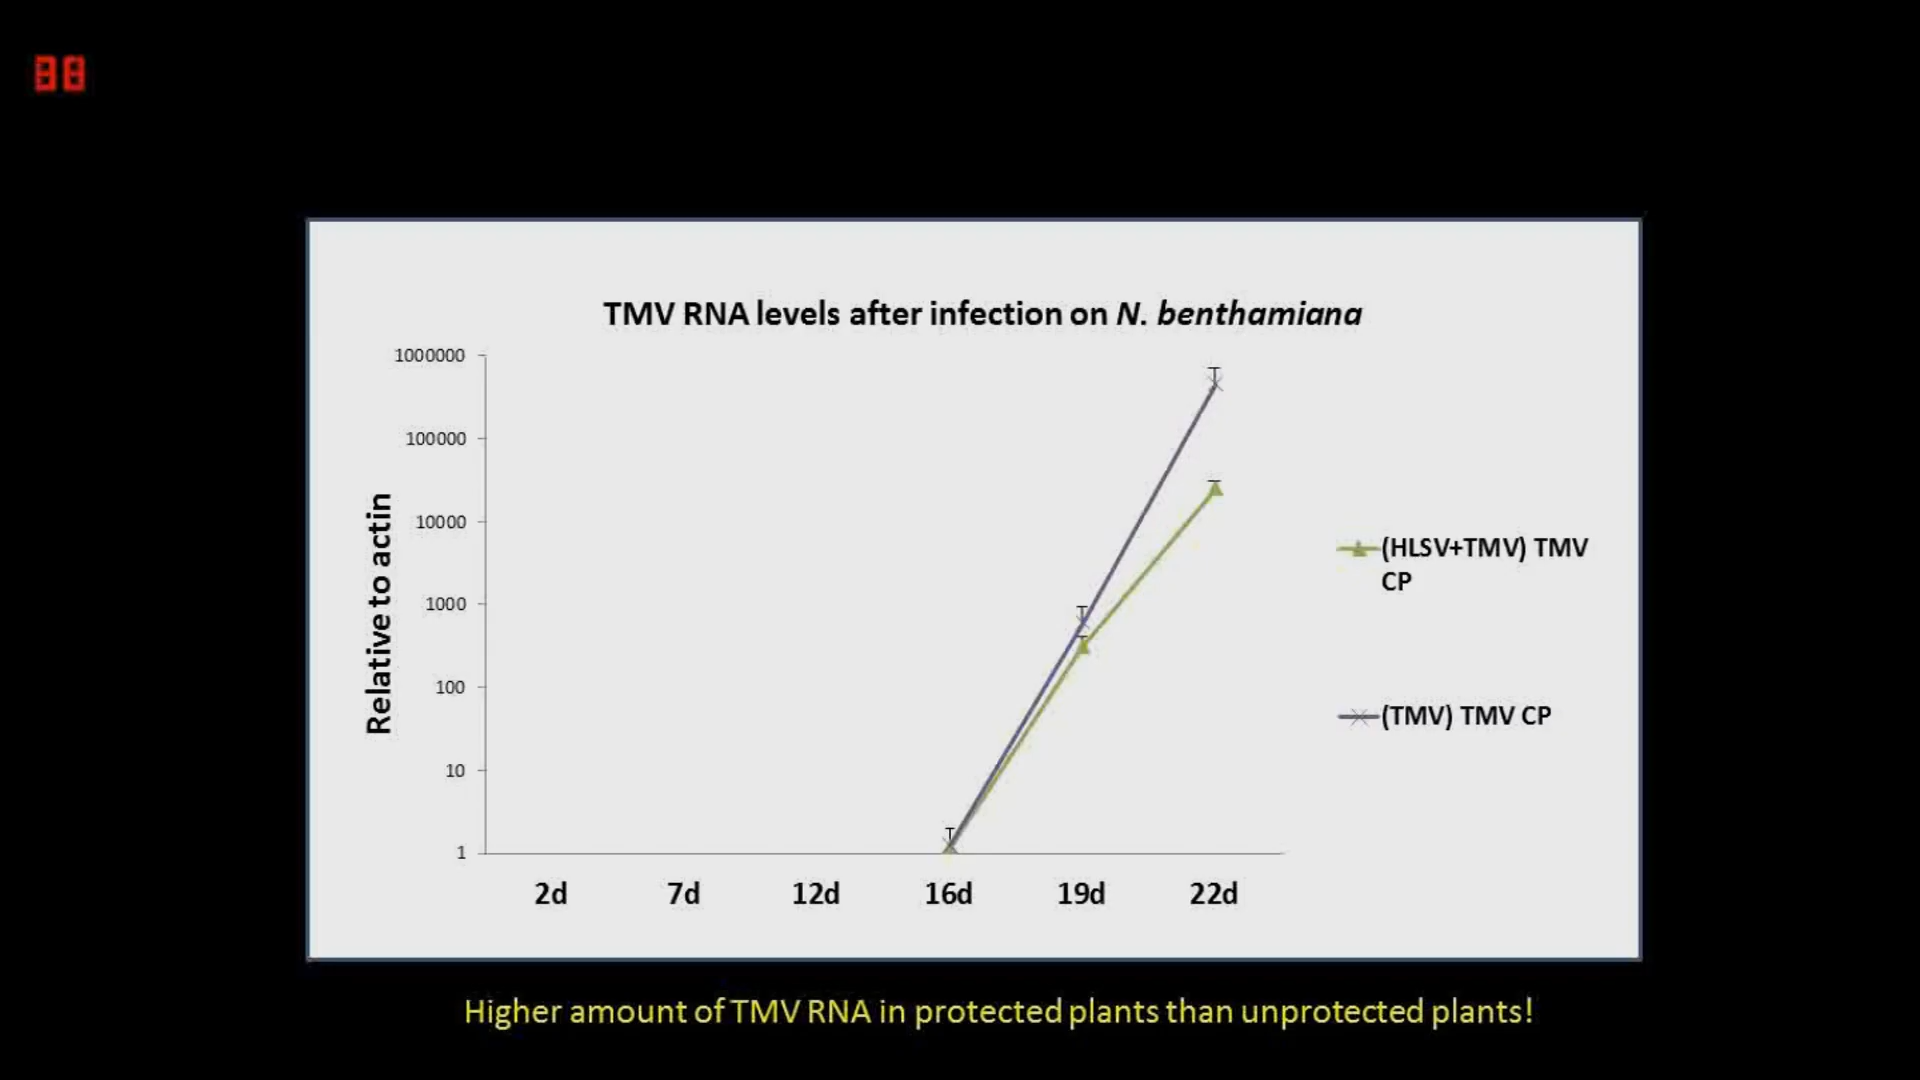 38
TMV RNA levels after infection on N. benthamiana
1000000
100000
10000
1000
100
10
1
Relative to actin
2d 7d 12d 16d 19d 22d
(HLSV+TMV) TMV
CP
(TMV) TMV CP
Higher amount of TMV RNA in protected plants than unprotected plants!